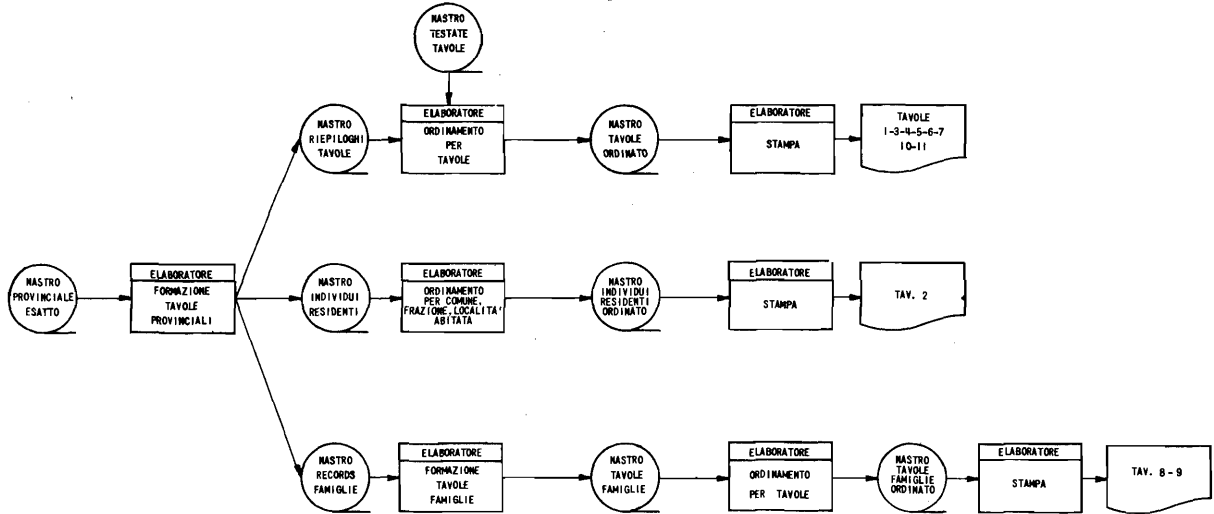 NASTRO
TESTATE
TAVOLE
NASTRO
RIEPILOGHI
TAVOLE
ELABORATORE
ORDINAMENTO
PER
TAVOLE
NASTRO
TAVOLE
ORDINATO
ELABORATORE
STAMPA
TAVOLE
1-3-4-5-6-7
10-11
NASTRO
PROVINCIALE
ESATTO
ELABORATORE
FORMAZIONE
TAVOLE
PROVINCIALI
NASTRO
INDIVIDUI
RESIDENTI
ELABORATORE
ORDINAMENTO
PER COMUNE,
FRAZIONE, LOCALITA'
ABITATA
NASTRO
INDIVIDUI
RESIDENTI
ORDINATO
ELABORATORE
STAMPA
TAV. 2
NASTRO
RECORDS
FAMIGLIE
ELABORATORE
FORMAZIONE
TAVOLE
FAMIGLIE
NASTRO
TAVOLE
FAMIGLIE
ELABORATORE
ORDINAMENTO
PER TAVOLE
NASTRO
TAVOLE
FAMIGLIE
ORDINATO
ELABORATORE
STAMPA
TAV. 8-9